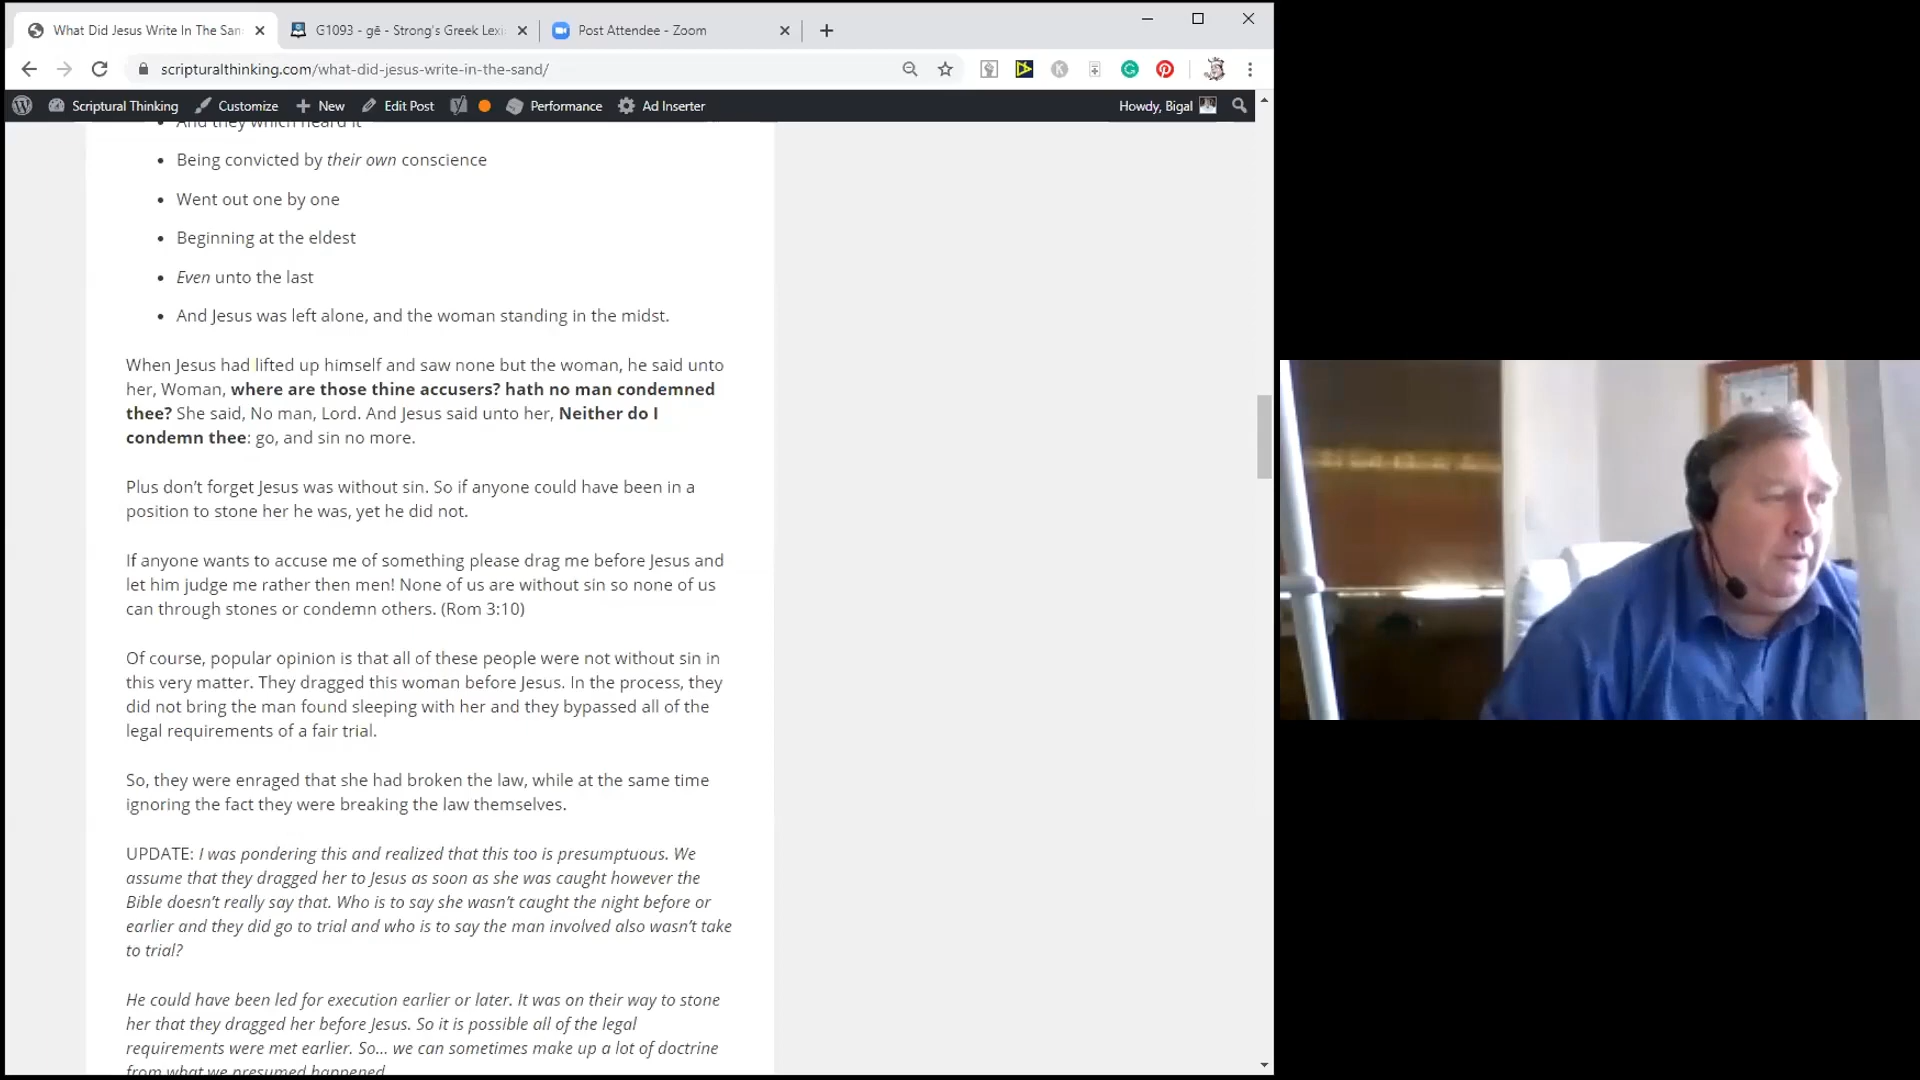 What Did Jesus Write In The San
G1093 - gē - Strong's Greek Lexi
Post Attendee - Zoom
scripturalthinking.com/what-did-jesus-write-in-the-sand/
Scriptural Thinking
Customize
New
Edit Post
Performance
Ad Inserter
Howdy, Bigal
• And they which heard it
• Being convicted by their own conscience
• Went out one by one
• Beginning at the eldest
• Even unto the last
• And Jesus was left alone, and the woman standing in the midst.
When Jesus had lifted up himself and saw none but the woman, he said unto
her, Woman, where are those thine accusers? hath no man condemned
thee? She said, No man, Lord. And Jesus said unto her, Neither do I
condemn thee: go, and sin no more.
Plus don’t forget Jesus was without sin. So if anyone could have been in a
position to stone her he was, yet he did not.
If anyone wants to accuse me of something please drag me before Jesus and
let him judge me rather then men! None of us are without sin so none of us
can through stones or condemn others. (Rom 3:10)
Of course, popular opinion is that all of these people were not without sin in
this very matter. They dragged this woman before Jesus. In the process, they
did not bring the man found sleeping with her and they bypassed all of the
legal requirements of a fair trial.
So, they were enraged that she had broken the law, while at the same time
ignoring the fact they were breaking the law themselves.
UPDATE: I was pondering this and realized that this too is presumptuous. We
assume that they dragged her to Jesus as soon as she was caught however the
Bible doesn’t really say that. Who is to say she wasn’t caught the night before or
earlier and they did go to trial and who is to say the man involved also wasn’t take
to trial?
He could have been led for execution earlier or later. It was on their way to stone
her that they dragged her before Jesus. So it is possible all of the legal
requirements were met earlier. So… we can sometimes make up a lot of doctrine
from what we presumed happened